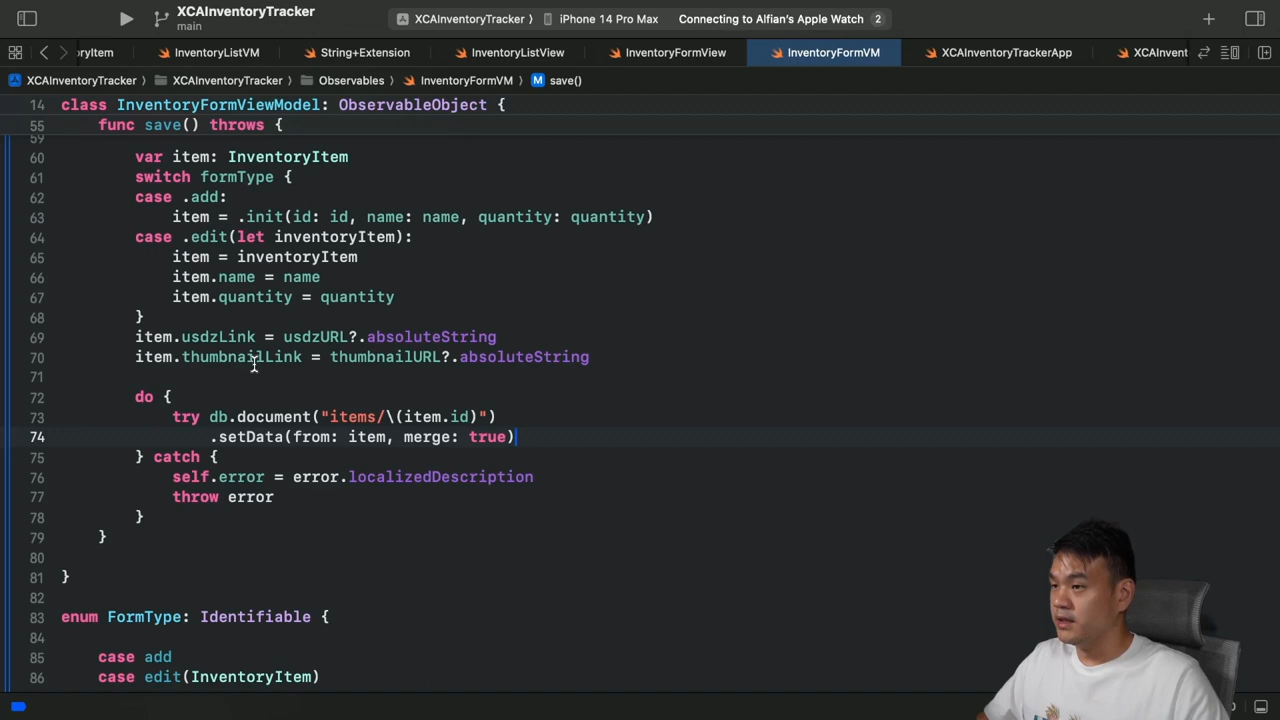 XCAInventoryTracker
main
XCAInventoryTracker 〉 iPhone 14 Pro Max Connecting to Alfian's Apple Watch 2
oryItem InventoryListVM String+Extension InventoryListView InventoryFormView InventoryFormVM XCAInventoryTrackerApp XCAInvent
XCAInventoryTracker 〉 XCAInventoryTracker 〉 Observables 〉 InventoryFormVM 〉 M save()
14 class InventoryFormViewModel: ObservableObject {
55 func save() throws {
59
60 var item: InventoryItem
61 switch formType {
62 case .add:
63 item = .init(id: id, name: name, quantity: quantity)
64 case .edit(let inventoryItem):
65 item = inventoryItem
66 item.name = name
67 item.quantity = quantity
68 }
69 item.usdzLink = usdzURL?.absoluteString
70 item.thumbnailLink = thumbnailURL?.absoluteString
71
72 do {
73 try db.document("items/\(item.id)")
74 .setData(from: item, merge: true)
75 } catch {
76 self.error = error.localizedDescription
77 throw error
78 }
79 }
80
81 }
82
83 enum FormType: Identifiable {
84
85 case add
86 case edit(InventoryItem)